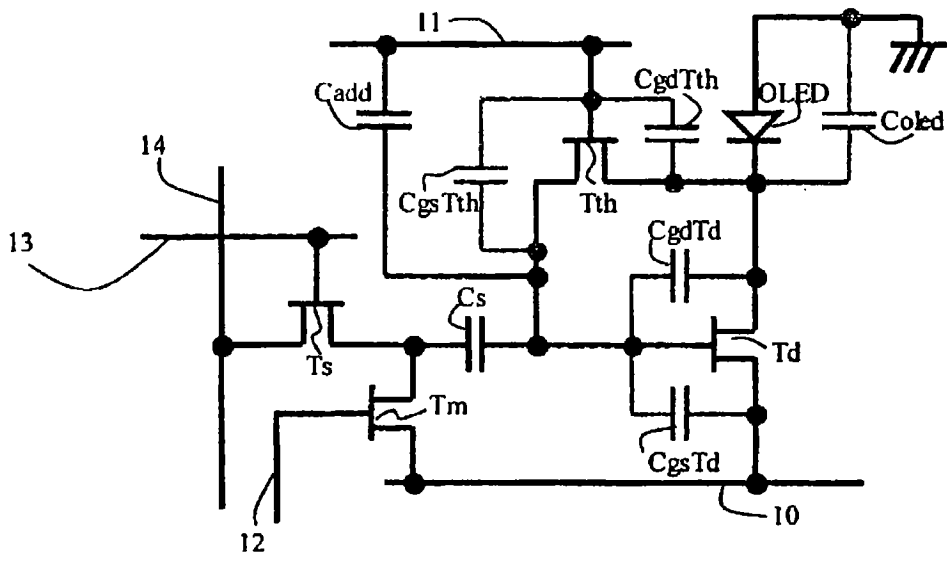 11
Cadd
CgdTth
OLED
Coled
14
CgsTth
Tth
13
CgdTd
Cs
Ts
Td
Tm
CgsTd
10
12